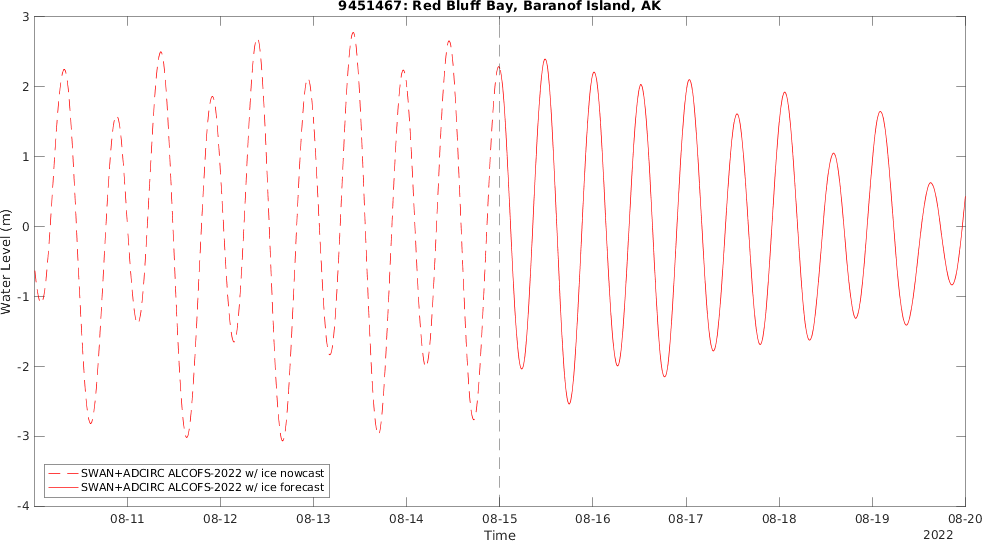 9451467: Red Bluff Bay, Baranof Island, AK
3
2
1
0
-1
-2
-3
-4
Water Level (m)
SWAN+ADCIRC ALCOFS-2022 w/ ice nowcast
SWAN+ADCIRC ALCOFS-2022 w/ ice forecast
08-11 08-12 08-13 08-14 08-15 08-16 08-17 08-18 08-19 08-20
Time
2022